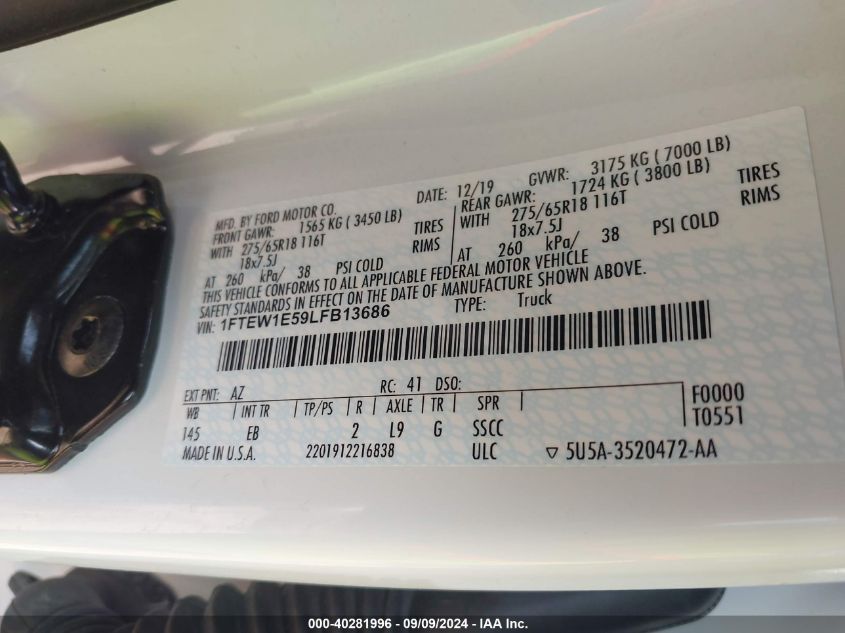 MFD. BY FORD MOTOR CO.
DATE: 12/19 GVWR: 3175 KG ( 7000 LB)
FRONT GAWR: 1565 KG ( 3450 LB)
WITH 275/65R18 116T TIRES
18x7.5J RIMS
AT 260 kPa/ 38 PSI COLD
REAR GAWR: 1724 KG ( 3800 LB)
WITH 275/65R18 116T TIRES
18x7.5J RIMS
AT 260 kPa/ 38 PSI COLD
THIS VEHICLE CONFORMS TO ALL APPLICABLE FEDERAL MOTOR VEHICLE
SAFETY STANDARDS IN EFFECT ON THE DATE OF MANUFACTURE SHOWN ABOVE.
VIN: 1FTEW1E59LFB13686 TYPE: Truck
EXT PNT: AZ RC: 41 DSO:
WB INT TR TP/PS R AXLE TR SPR
145 EB 2 L9 G SSCC
F0000
T0551
MADE IN U.S.A. 2201912216838 ULC ▽ 5U5A-3520472-AA
000-40281996 - 09/09/2024 - IAA Inc.